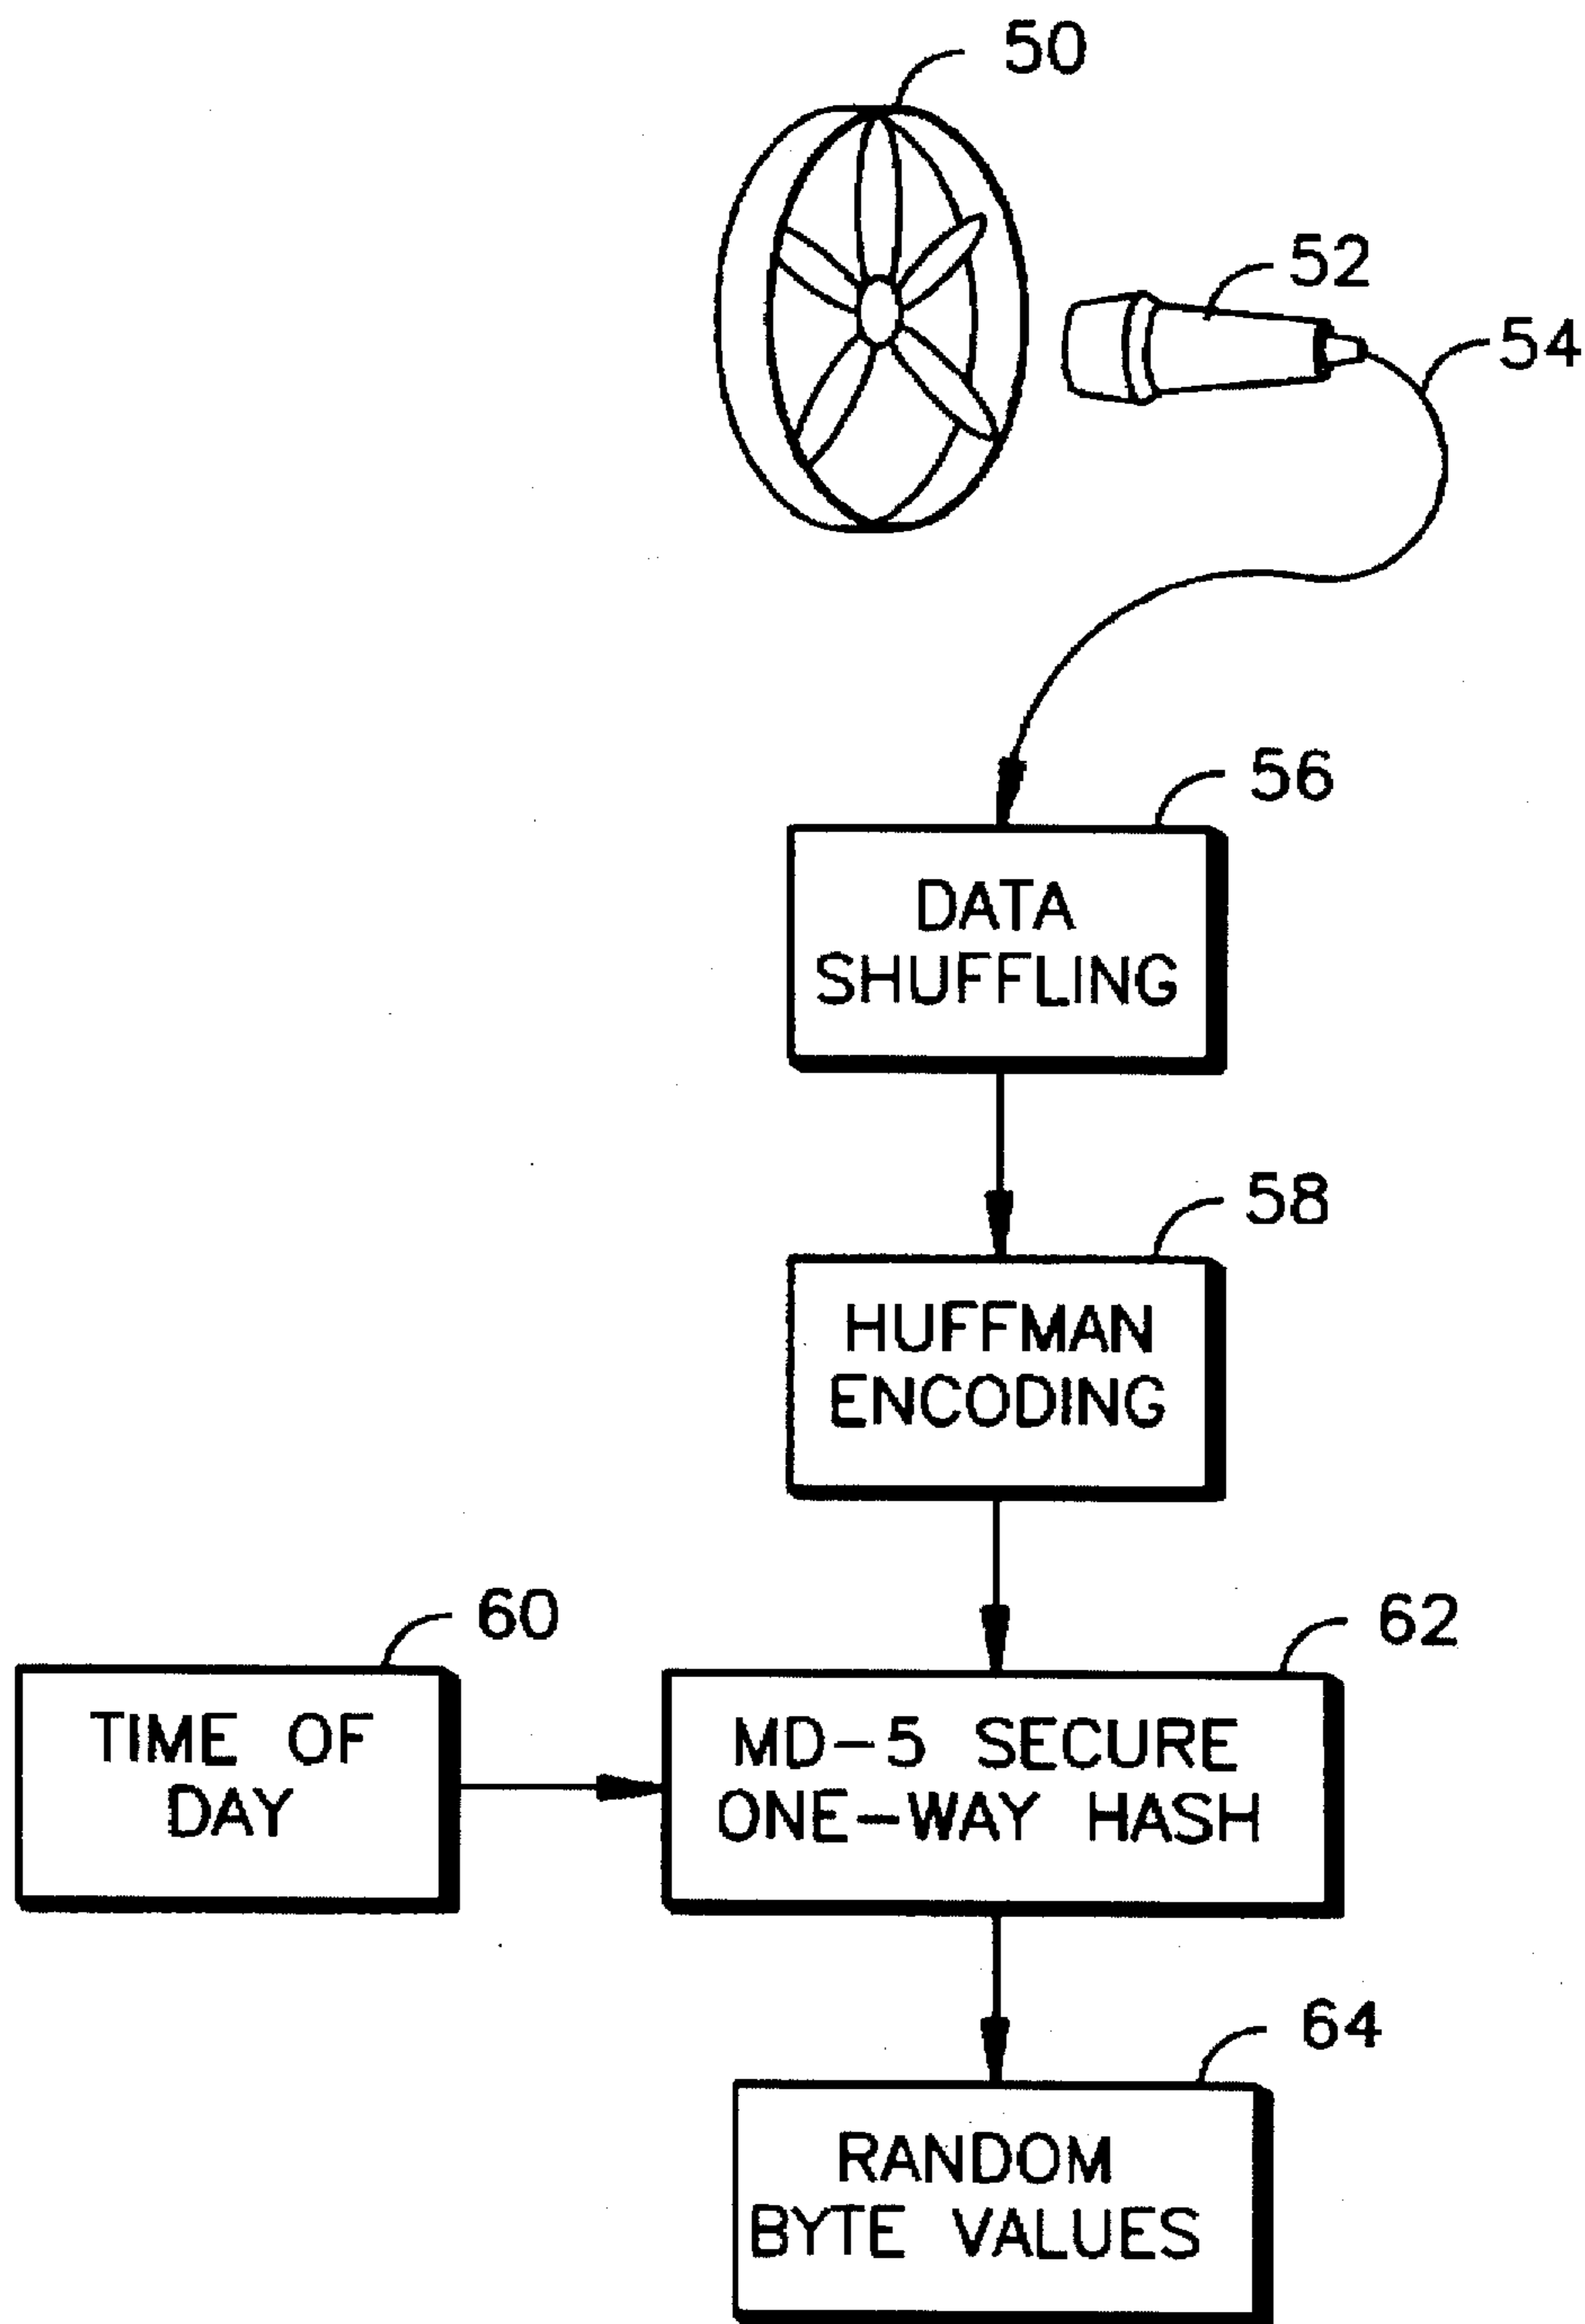 50
52
54
56
DATA
SHUFFLING
58
HUFFMAN
ENCODING
60
TIME OF
DAY
62
MD-5 SECURE
ONE-WAY HASH
64
RANDOM
BYTE VALUES